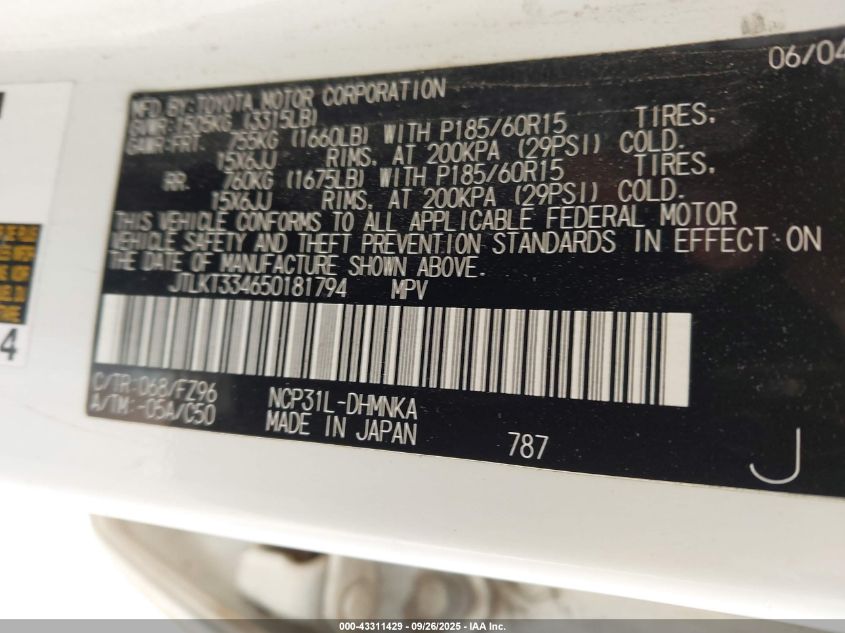 06/04
MFD BY: TOYOTA MOTOR CORPORATION
GVWR: 1505KG (3315LB)
GAWR:FRT. 755KG (1660LB) WITH P185/60R15 TIRES,
15X6JJ RIMS, AT 200KPA (29PSI) COLD.
RR. 760KG (1675LB) WITH P185/60R15 TIRES,
15X6JJ RIMS, AT 200KPA (29PSI) COLD.
THIS VEHICLE CONFORMS TO ALL APPLICABLE FEDERAL MOTOR
VEHICLE SAFETY AND THEFT PREVENTION STANDARDS IN EFFECT ON
THE DATE OF MANUFACTURE SHOWN ABOVE.
JTLKT334650181794 MPV
C/TR: 068/FZ96 NCP31L-DHMNKA
A/TM: -05A/C50 MADE IN JAPAN
787
J
4
000-43311429 - 09/26/2025 - IAA Inc.